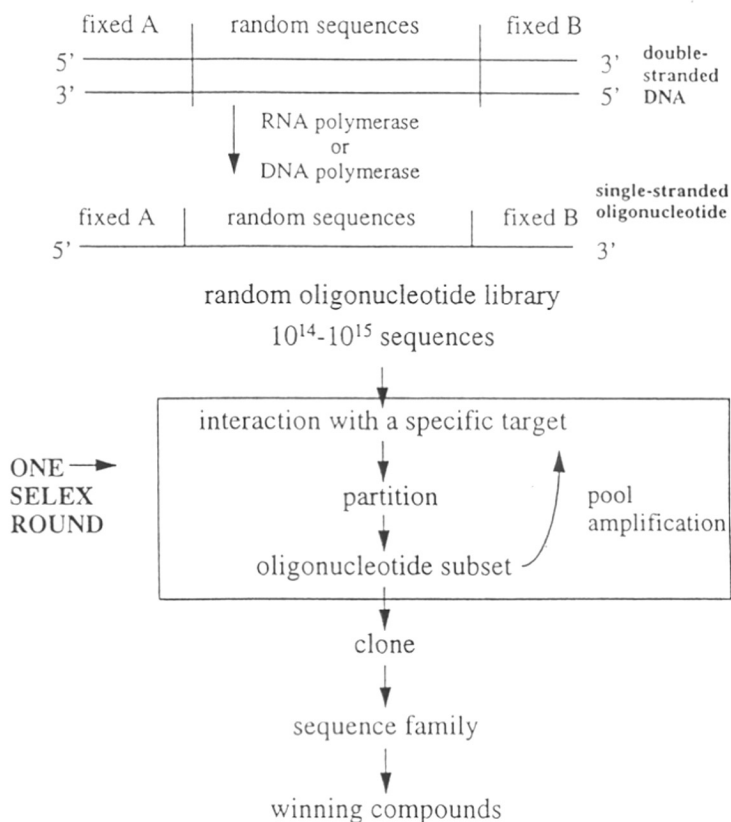 fixed A random sequences fixed B
5' 3' double-
stranded
3' 5' DNA
RNA polymerase
or
DNA polymerase
single-stranded
fixed A random sequences fixed B oligonucleotide
5' 3'
random oligonucleotide library
10¹⁴-10¹⁵ sequences
interaction with a specific target
ONE
SELEX
ROUND
partition
pool
amplification
oligonucleotide subset
clone
sequence family
winning compounds